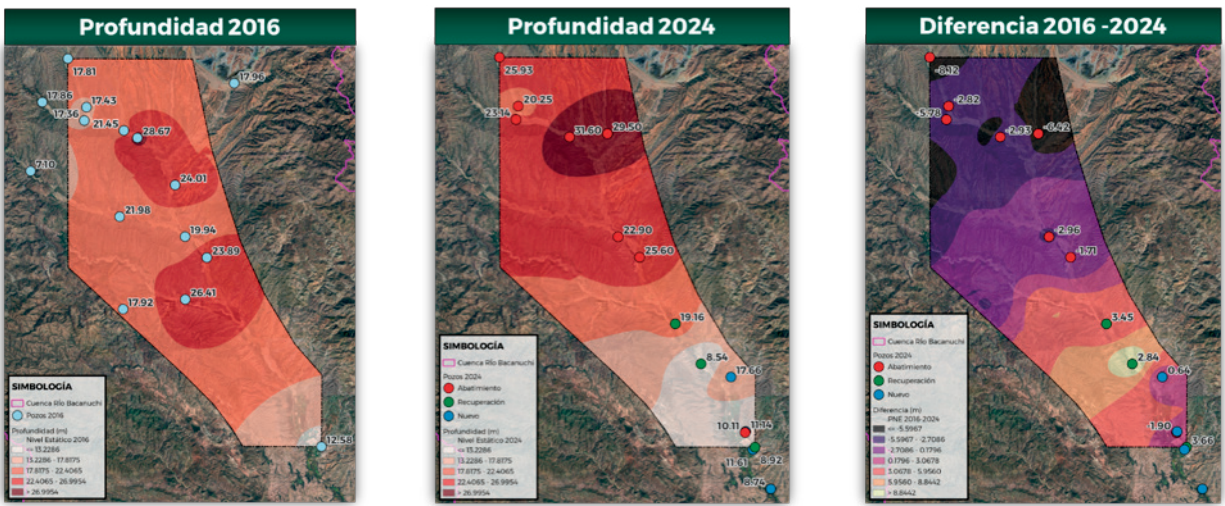 Profundidad 2016
17.81
17.96
17.86
17.43
17.36
21.45
28.67
7.10
24.01
21.98
19.94
23.89
26.41
17.92
12.58
SIMBOLOGÍA
Cuenca Río Bacanuchi
Pozos 2016
Profundidad (m)
Nivel Estático 2016
<= 13.2286
13.2286 - 17.8175
17.8175 - 22.4065
22.4065 - 26.9954
> 26.9954
Profundidad 2024
25.93
20.25
23.14
31.60
29.50
22.90
25.60
19.16
8.54
17.66
10.11
11.14
11.61
8.92
8.74
SIMBOLOGÍA
Cuenca Río Bacanuchi
Pozos 2024
Abatimiento
Recuperación
Nuevo
Profundidad (m)
Nivel Estático 2024
<= 13.2286
13.2286 - 17.8175
17.8175 - 22.4065
22.4065 - 26.9954
> 26.9954
Diferencia 2016 -2024
-8.12
-2.82
-5.78
-2.93
-6.42
-2.96
-1.71
3.45
2.84
0.64
-1.90
3.66
SIMBOLOGÍA
Cuenca Río Bacanuchi
Pozos 2024
Abatimiento
Recuperación
Nuevo
Diferencia (m)
PNE 2016-2024
<= -5.5967
-5.5967 - -2.7086
-2.7086 - 0.1796
0.1796 - 3.0678
3.0678 - 5.9560
5.9560 - 8.8442
> 8.8442